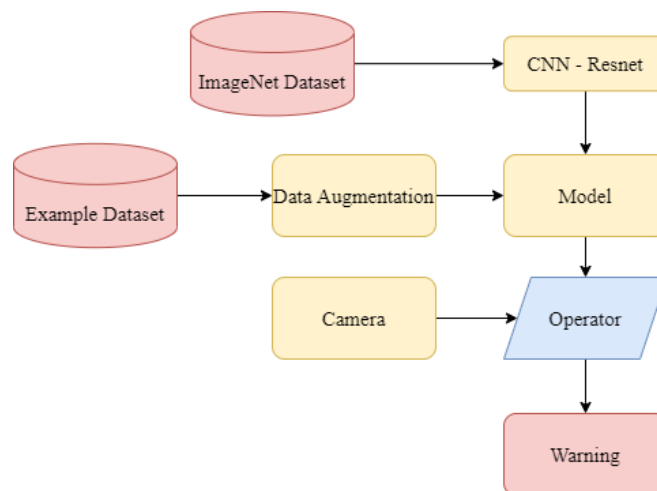 ImageNet Dataset
CNN - Resnet
Example Dataset
Data Augmentation
Model
Camera
Operator
Warning